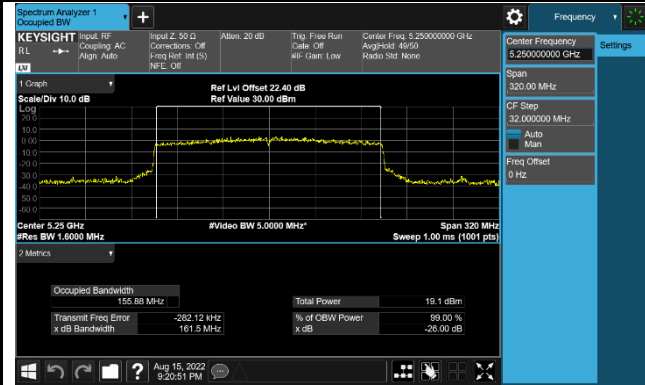 Spectrum Analyzer 1
Occupied BW
Frequency
KEYSIGHT
RL
Input: RF
Coupling: AC
Align: Auto
Input Z: 50 Ω
Corrections: Off
Freq Ref: Int (S)
NFE: Off
Atten: 20 dB
Trig: Free Run
Gate: Off
#IF Gain: Low
Center Freq: 5.250000000 GHz
Avg|Hold: 49/50
Radio Std: None
LXI
Center Frequency
5.250000000 GHz
Settings
Span
320.00 MHz
CF Step
32.000000 MHz
Auto
Man
Freq Offset
0 Hz
1 Graph
Scale/Div 10.0 dB
Ref Lvl Offset 22.40 dB
Ref Value 30.00 dBm
Log
20.0
10.0
0.00
-10.0
-20.0
-30.0
-40.0
-50.0
-60.0
Center 5.25 GHz
#Video BW 5.0000 MHz*
Span 320 MHz
#Res BW 1.6000 MHz
Sweep 1.00 ms (1001 pts)
2 Metrics
Occupied Bandwidth
155.88 MHz
Total Power
19.1 dBm
Transmit Freq Error
-282.12 kHz
% of OBW Power
99.00 %
x dB Bandwidth
161.5 MHz
x dB
-26.00 dB
Aug 15, 2022
9:20:51 PM